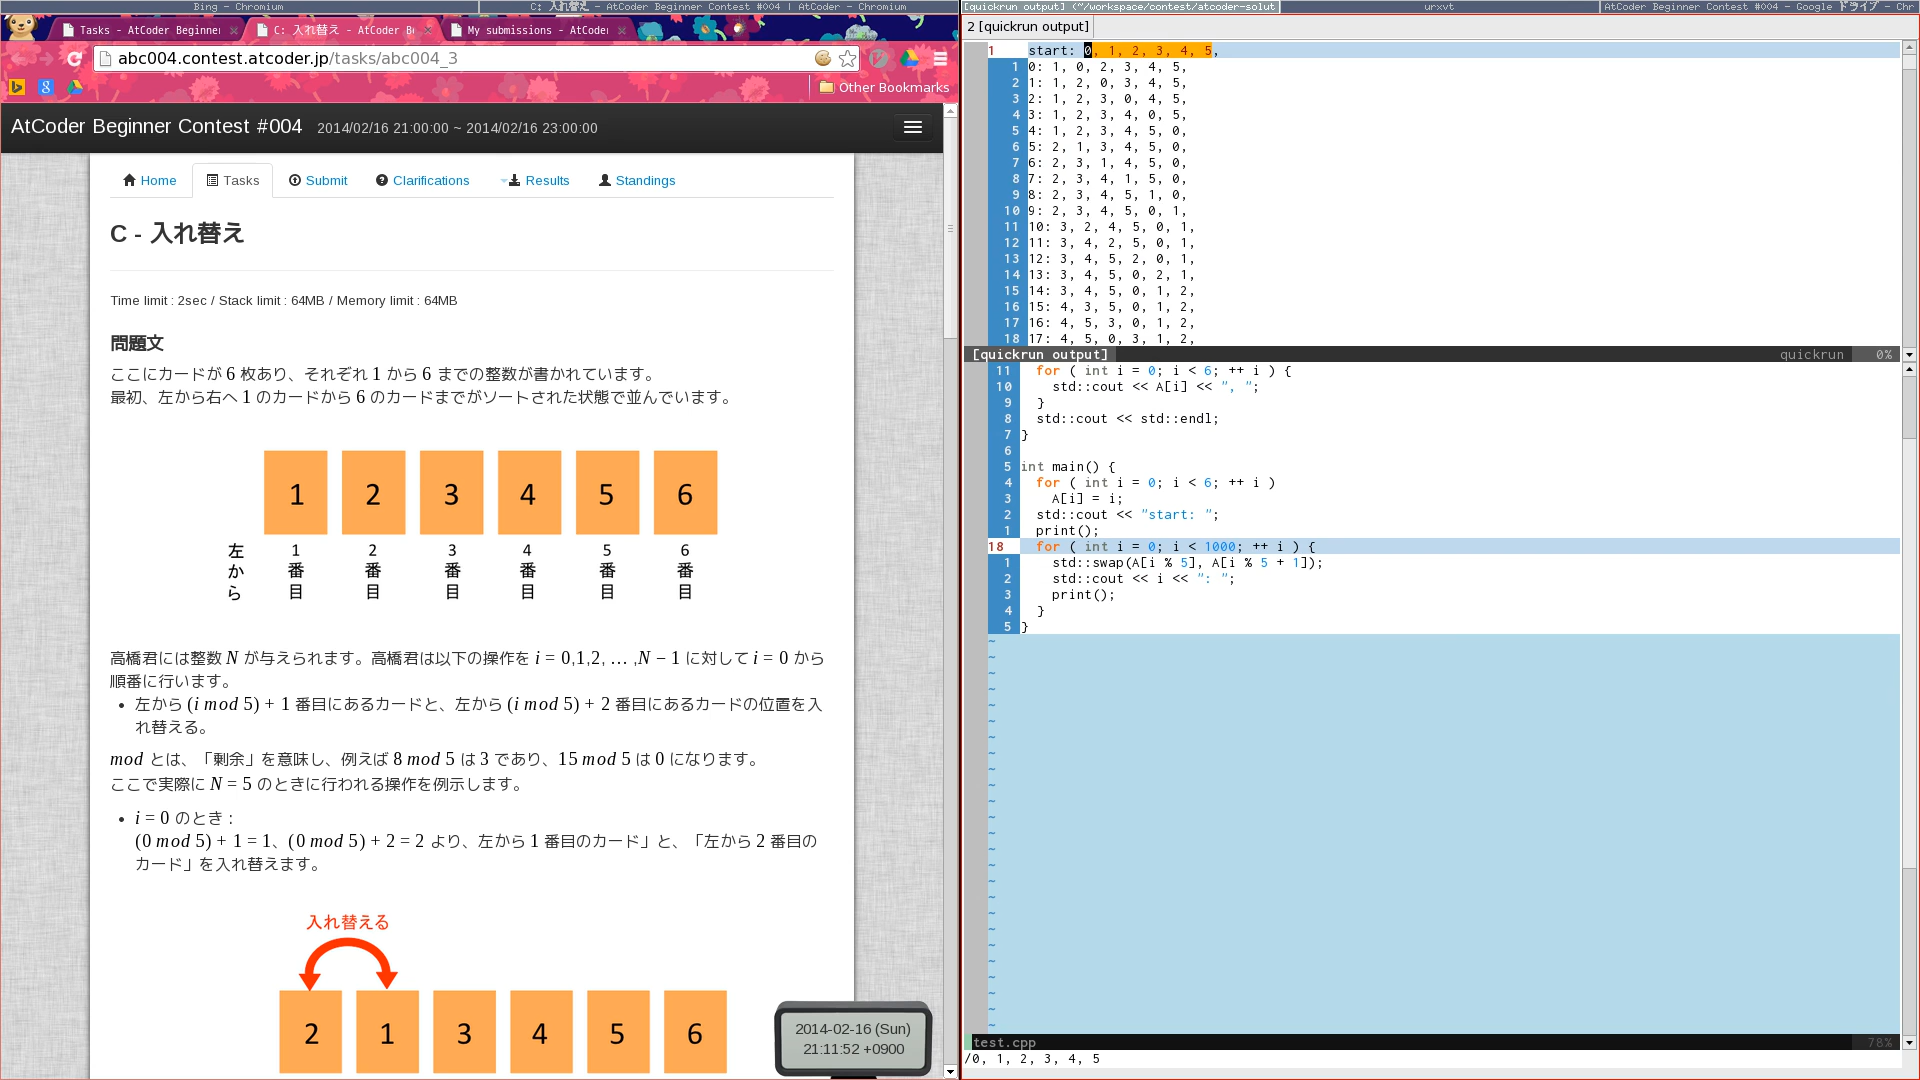 Bing - Chromium
C: 入れ替え - AtCoder Beginner Contest #004 | AtCoder - Chromium
[quickrun output] (~/workspace/contest/atcoder-solut
urxvt
AtCoder Beginner Contest #004 - Google ドライブ - Chr
Tasks - AtCoder Beginner
C: 入れ替え - AtCoder Be
My submissions - AtCoder
abc004.contest.atcoder.jp/tasks/abc004_3
Other Bookmarks
AtCoder Beginner Contest #004 2014/02/16 21:00:00 ~ 2014/02/16 23:00:00
Home Tasks Submit Clarifications Results Standings
C - 入れ替え
Time limit : 2sec / Stack limit : 64MB / Memory limit : 64MB
問題文
ここにカードが 6 枚あり、それぞれ 1 から 6 までの整数が書かれています。
最初、左から右へ 1 のカードから 6 のカードまでがソートされた状態で並んでいます。
1 2 3 4 5 6
左から 1番目 2番目 3番目 4番目 5番目 6番目
高橋君には整数 N が与えられます。高橋君は以下の操作を i = 0,1,2, … ,N − 1 に対して i = 0 から
順番に行います。
• 左から (i mod 5) + 1 番目にあるカードと、左から (i mod 5) + 2 番目にあるカードの位置を入
れ替える。
mod とは、「剰余」を意味し、例えば 8 mod 5 は 3 であり、15 mod 5 は 0 になります。
ここで実際に N = 5 のときに行われる操作を例示します。
• i = 0 のとき :
(0 mod 5) + 1 = 1、(0 mod 5) + 2 = 2 より、左から 1 番目のカード」と、「左から 2 番目の
カード」を入れ替えます。
入れ替える
2 1 3 4 5 6
2014-02-16 (Sun)
21:11:52 +0900
2 [quickrun output]
1 start: 0, 1, 2, 3, 4, 5,
1 0: 1, 0, 2, 3, 4, 5,
2 1: 1, 2, 0, 3, 4, 5,
3 2: 1, 2, 3, 0, 4, 5,
4 3: 1, 2, 3, 4, 0, 5,
5 4: 1, 2, 3, 4, 5, 0,
6 5: 2, 1, 3, 4, 5, 0,
7 6: 2, 3, 1, 4, 5, 0,
8 7: 2, 3, 4, 1, 5, 0,
9 8: 2, 3, 4, 5, 1, 0,
10 9: 2, 3, 4, 5, 0, 1,
11 10: 3, 2, 4, 5, 0, 1,
12 11: 3, 4, 2, 5, 0, 1,
13 12: 3, 4, 5, 2, 0, 1,
14 13: 3, 4, 5, 0, 2, 1,
15 14: 3, 4, 5, 0, 1, 2,
16 15: 4, 3, 5, 0, 1, 2,
17 16: 4, 5, 3, 0, 1, 2,
18 17: 4, 5, 0, 3, 1, 2,
[quickrun output] quickrun 0%
11 for ( int i = 0; i < 6; ++ i ) {
10 std::cout << A[i] << ", ";
9 }
8 std::cout << std::endl;
7 }
6
5 int main() {
4 for ( int i = 0; i < 6; ++ i )
3 A[i] = i;
2 std::cout << "start: ";
1 print();
18 for ( int i = 0; i < 1000; ++ i ) {
1 std::swap(A[i % 5], A[i % 5 + 1]);
2 std::cout << i << ": ";
3 print();
4 }
5 }
test.cpp 78%
/0, 1, 2, 3, 4, 5